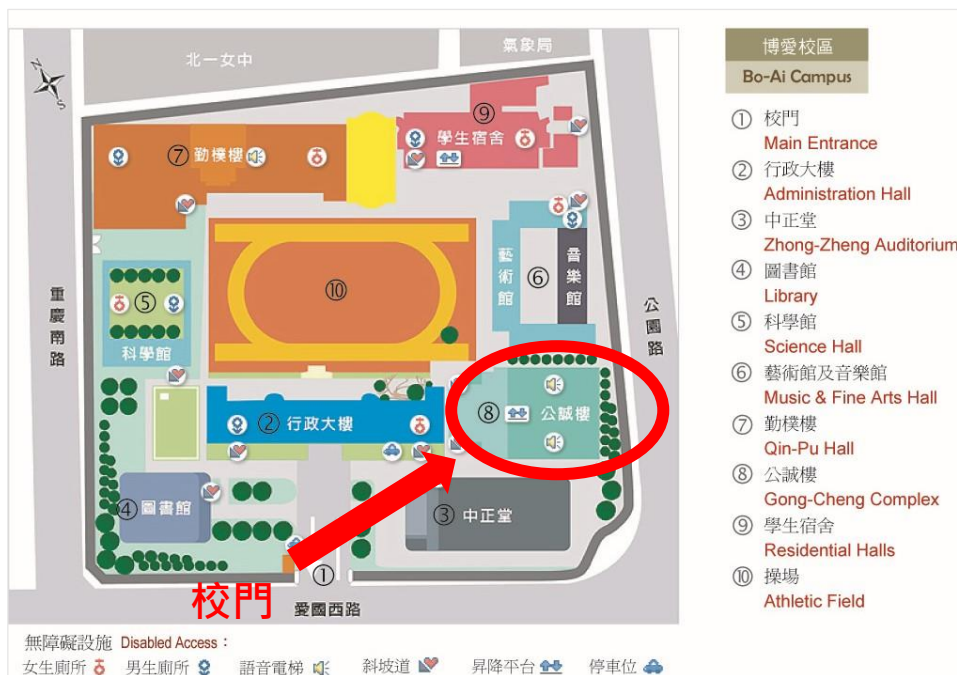 北一女中
氣象局
N
S
⑨
學生宿舍
⑦ 勤樸樓
藝術館
⑥
音樂館
⑩
重慶南路
公園路
⑤
科學館
⑧ 公誠樓
② 行政大樓
④ 圖書館
③ 中正堂
①
校門
愛國西路
博愛校區
Bo-Ai Campus
① 校門
Main Entrance
② 行政大樓
Administration Hall
③ 中正堂
Zhong-Zheng Auditorium
④ 圖書館
Library
⑤ 科學館
Science Hall
⑥ 藝術館及音樂館
Music & Fine Arts Hall
⑦ 勤樸樓
Qin-Pu Hall
⑧ 公誠樓
Gong-Cheng Complex
⑨ 學生宿舍
Residential Halls
⑩ 操場
Athletic Field
無障礙設施 Disabled Access：
女生廁所 男生廁所 語音電梯 斜坡道 昇降平台 停車位